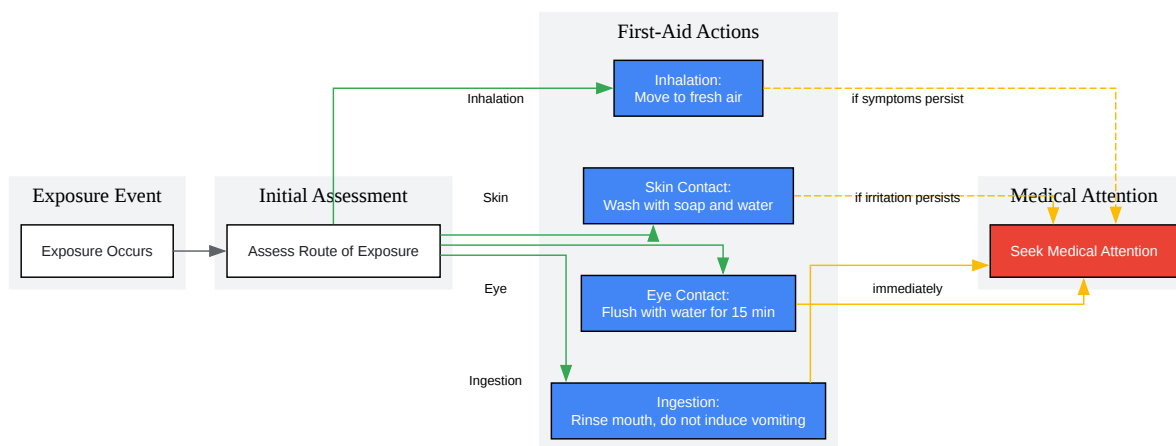 First-Aid Actions
Inhalation:
Move to fresh air
Inhalation
if symptoms persist
Exposure Event
Initial Assessment
Skin
Skin Contact:
Wash with soap and water
if irritation persists
Medical Attention
Exposure Occurs
Assess Route of Exposure
Seek Medical Attention
Eye
Eye Contact:
Flush with water for 15 min
immediately
Ingestion
Ingestion:
Rinse mouth, do not induce vomiting